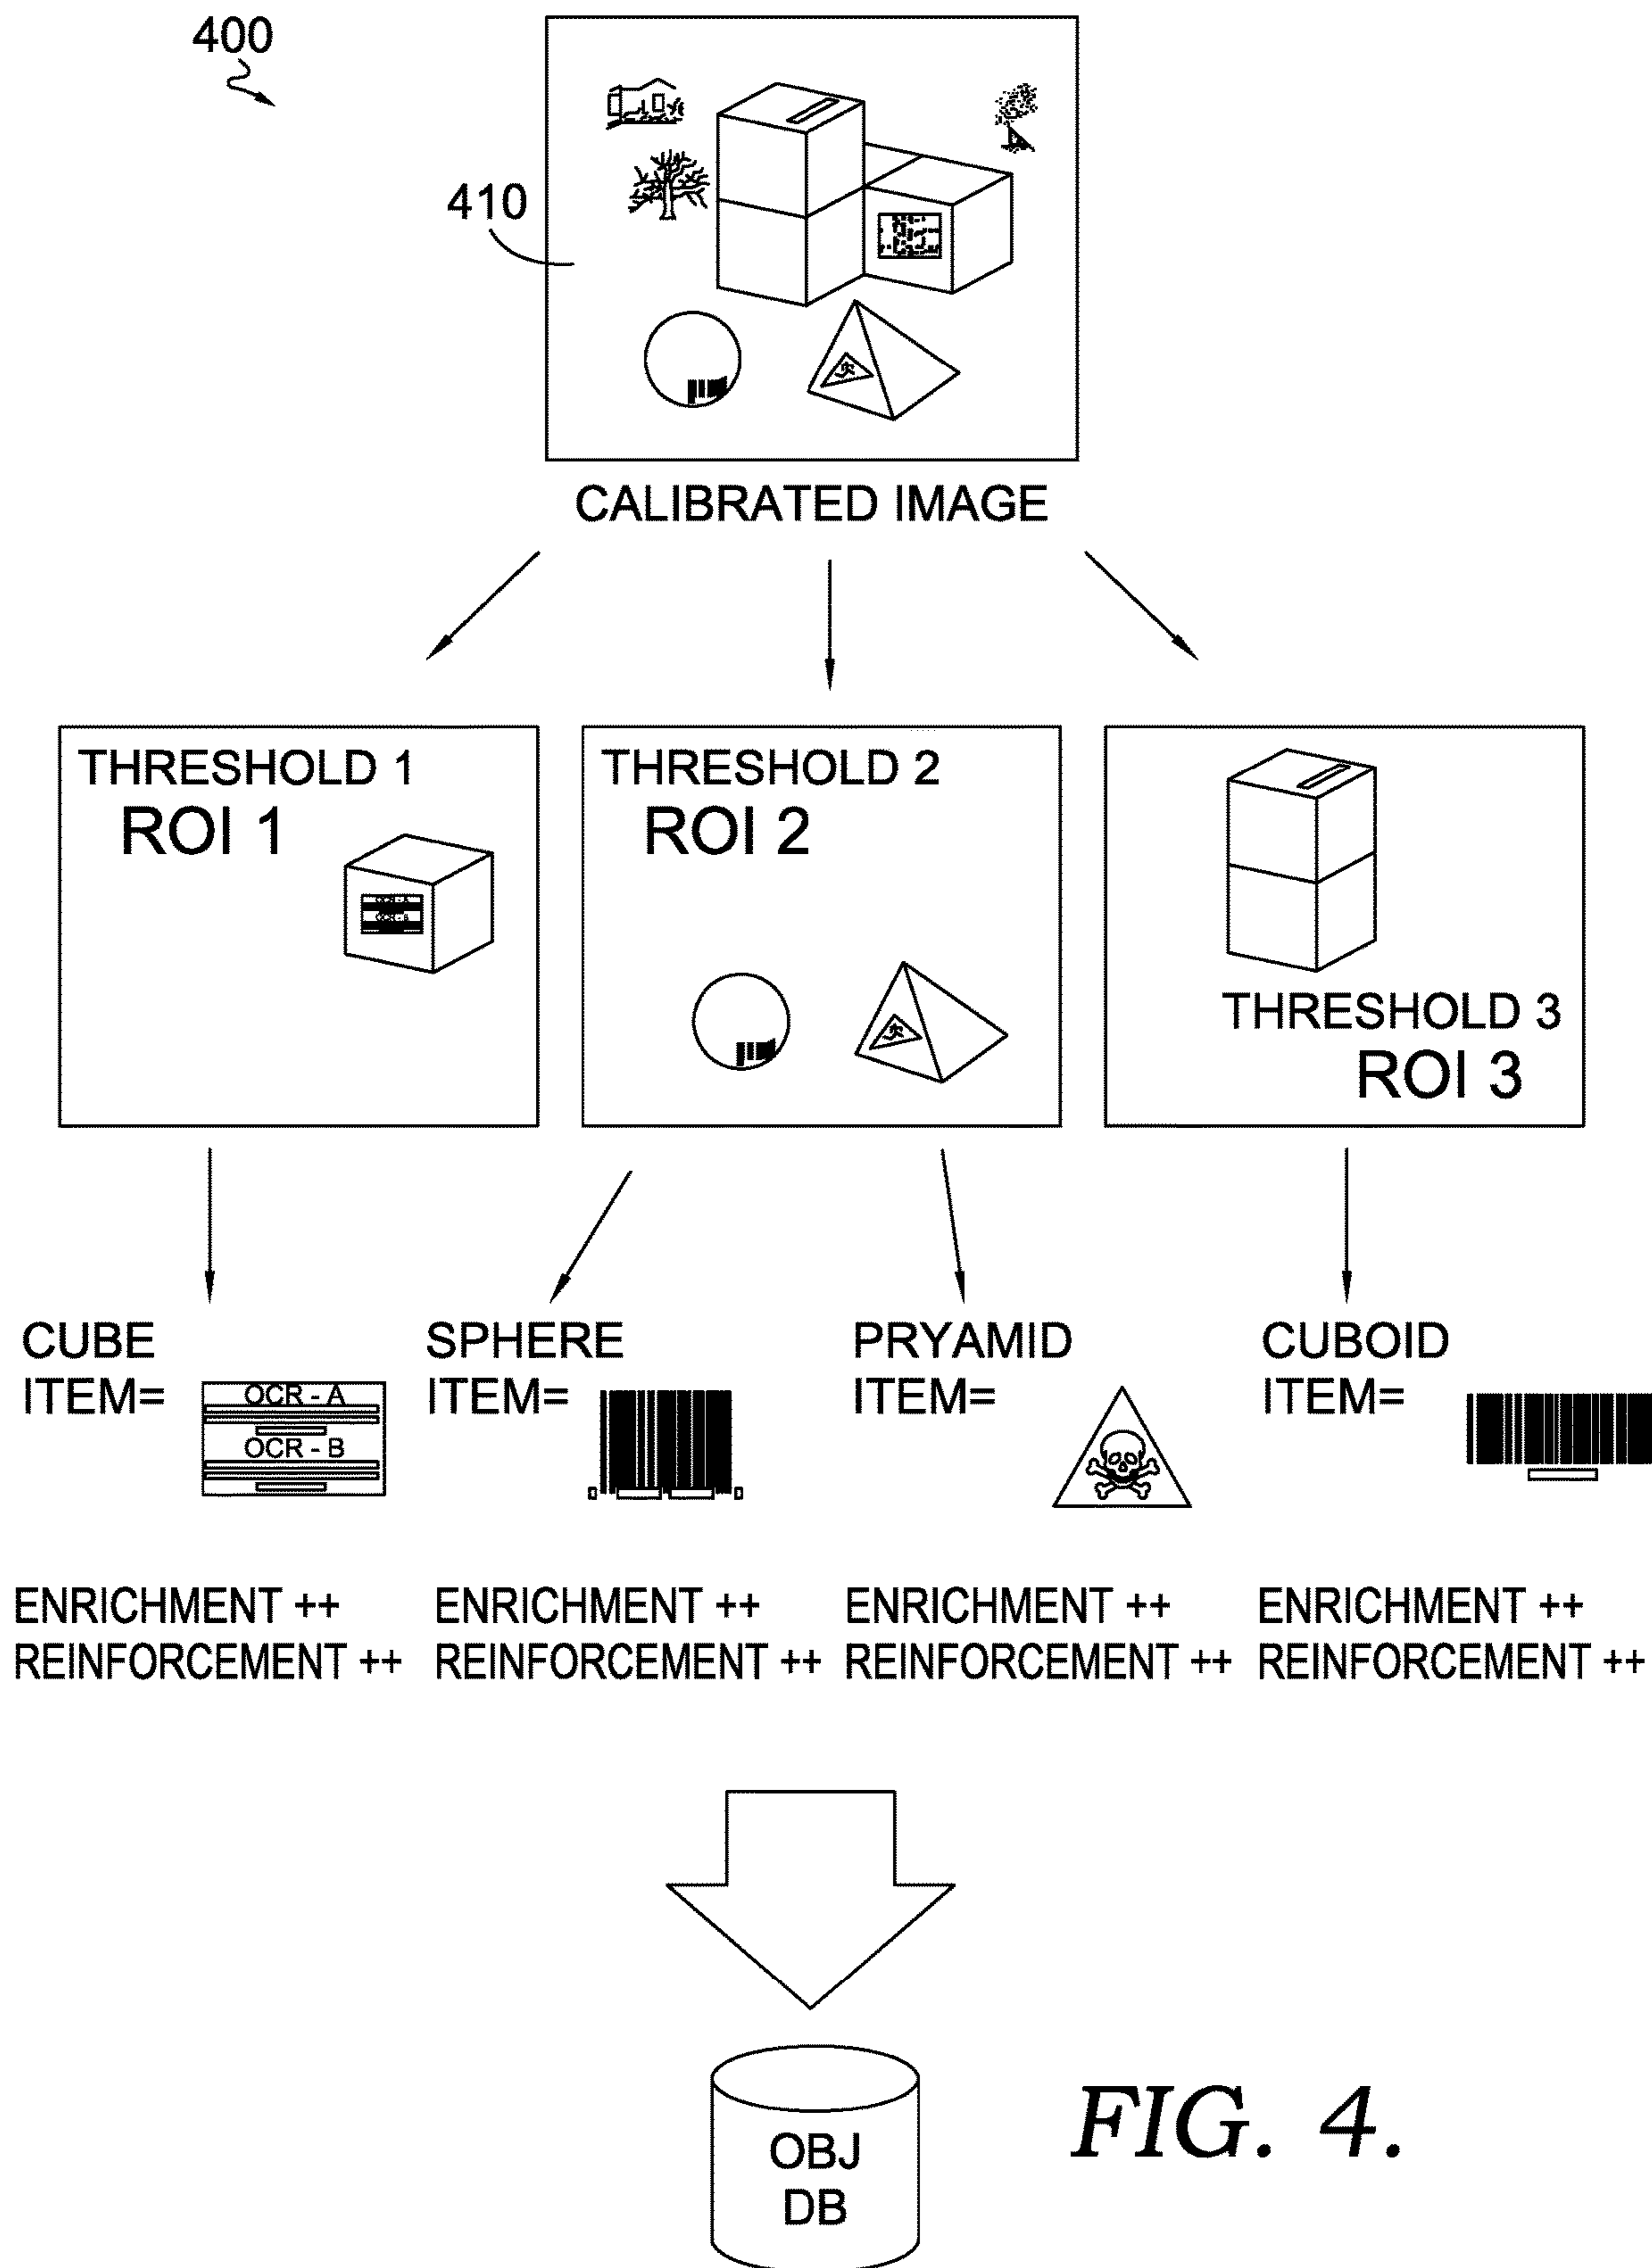 400
410
CALIBRATED IMAGE
THRESHOLD 1
ROI 1
OCR - A
OCR - B
THRESHOLD 2
ROI 2
THRESHOLD 3
ROI 3
CUBE
ITEM=
OCR - A
OCR - B
SPHERE
ITEM=
PRYAMID
ITEM=
CUBOID
ITEM=
ENRICHMENT ++
REINFORCEMENT ++
ENRICHMENT ++
REINFORCEMENT ++
ENRICHMENT ++
REINFORCEMENT ++
ENRICHMENT ++
REINFORCEMENT ++
OBJ
DB
FIG. 4.